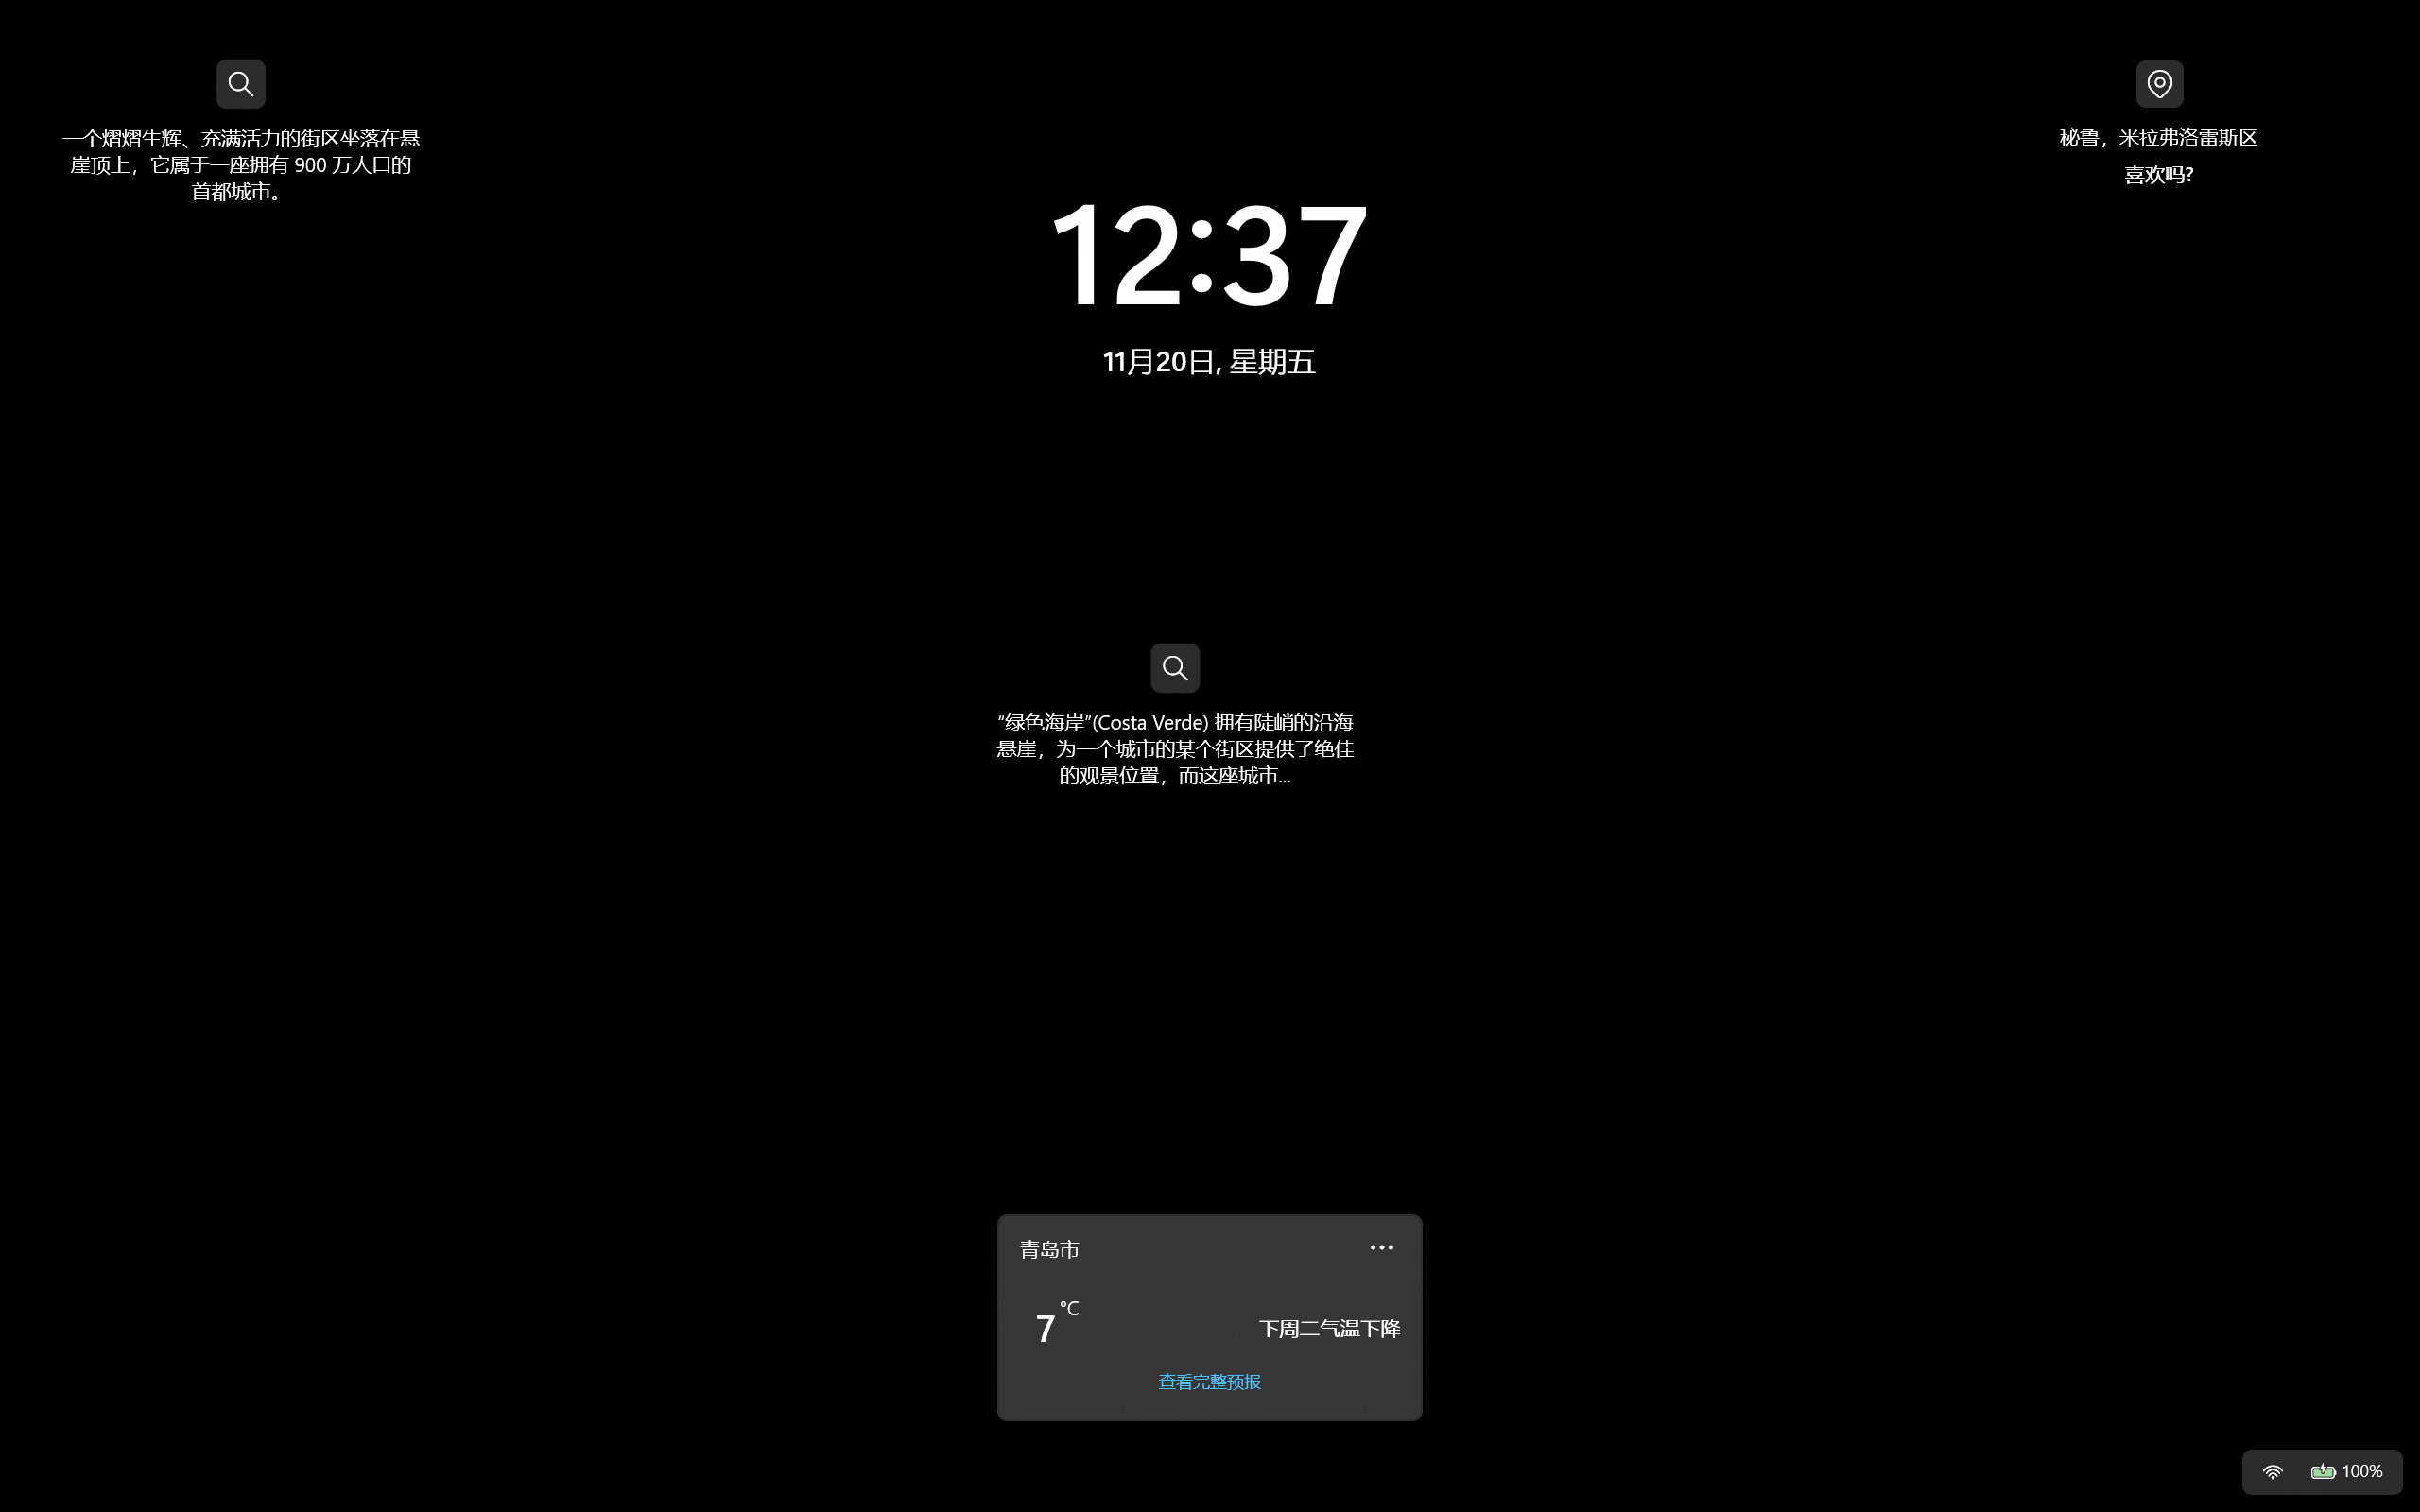 一个熠熠生辉、充满活力的街区坐落在悬
崖顶上，它属于一座拥有 900 万人口的
首都城市。
秘鲁，米拉弗洛雷斯区
喜欢吗?
12:37
11月20日, 星期五
“绿色海岸”(Costa Verde) 拥有陡峭的沿海
悬崖，为一个城市的某个街区提供了绝佳
的观景位置，而这座城市...
青岛市
7 °C
下周二气温下降
查看完整预报
100%